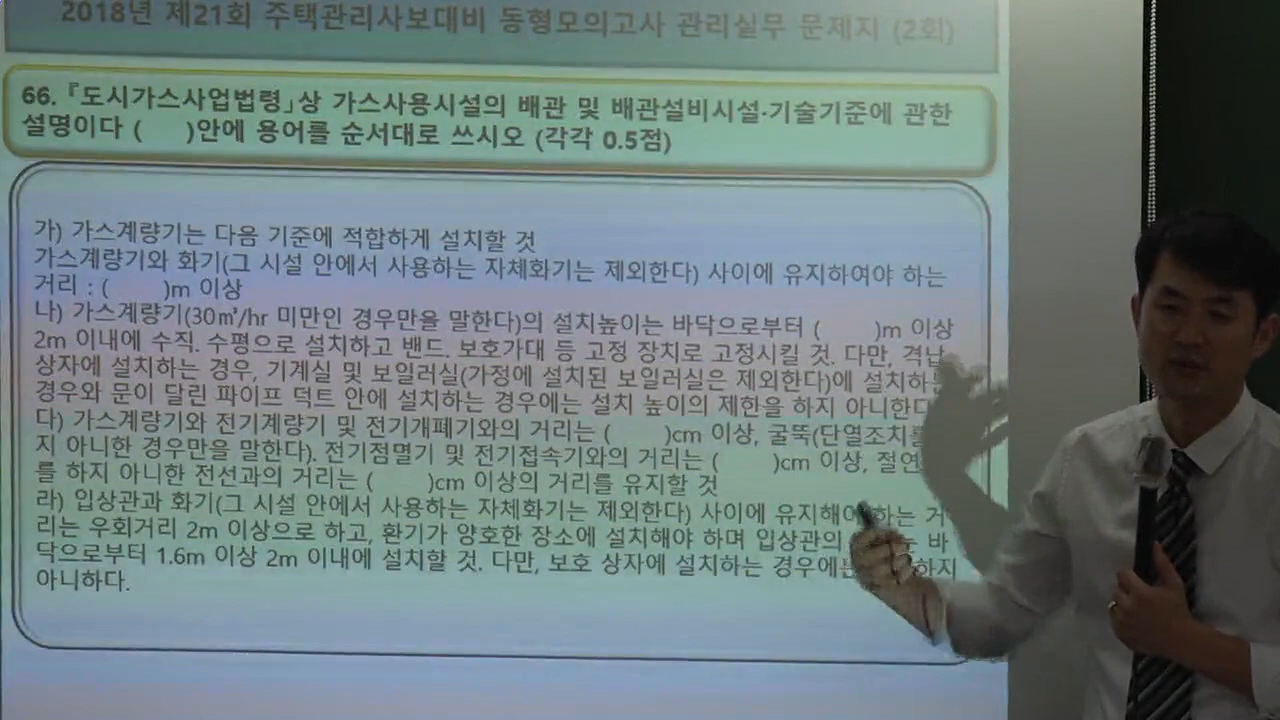 2018년 제21회 주택관리사보대비 동형모의고사 관리실무 문제지 (2회)
66.『도시가스사업법령」상 가스사용시설의 배관 및 배관설비시설·기술기준에 관한
설명이다 ( )안에 용어를 순서대로 쓰시오 (각각 0.5점)
가) 가스계량기는 다음 기준에 적합하게 설치할 것
가스계량기와 화기(그 시설 안에서 사용하는 자체화기는 제외한다) 사이에 유지하여야 하는
거리 : ( )m 이상
나) 가스계량기(30㎥/hr 미만인 경우만을 말한다)의 설치높이는 바닥으로부터 ( )m 이상
2m 이내에 수직. 수평으로 설치하고 밴드. 보호가대 등 고정 장치로 고정시킬 것. 다만, 격납
상자에 설치하는 경우, 기계실 및 보일러실(가정에 설치된 보일러실은 제외한다)에 설치하는
경우와 문이 달린 파이프 덕트 안에 설치하는 경우에는 설치 높이의 제한을 하지 아니한다
다) 가스계량기와 전기계량기 및 전기개폐기와의 거리는 ( )cm 이상, 굴뚝(단열조치를
지 아니한 경우만을 말한다). 전기점멸기 및 전기접속기와의 거리는 ( )cm 이상, 절연
를 하지 아니한 전선과의 거리는 ( )cm 이상의 거리를 유지할 것
라) 입상관과 화기(그 시설 안에서 사용하는 자체화기는 제외한다) 사이에 유지해야 하는 거
리는 우회거리 2m 이상으로 하고, 환기가 양호한 장소에 설치해야 하며 입상관의 바
닥으로부터 1.6m 이상 2m 이내에 설치할 것. 다만, 보호 상자에 설치하는 경우에는 하지
아니하다.